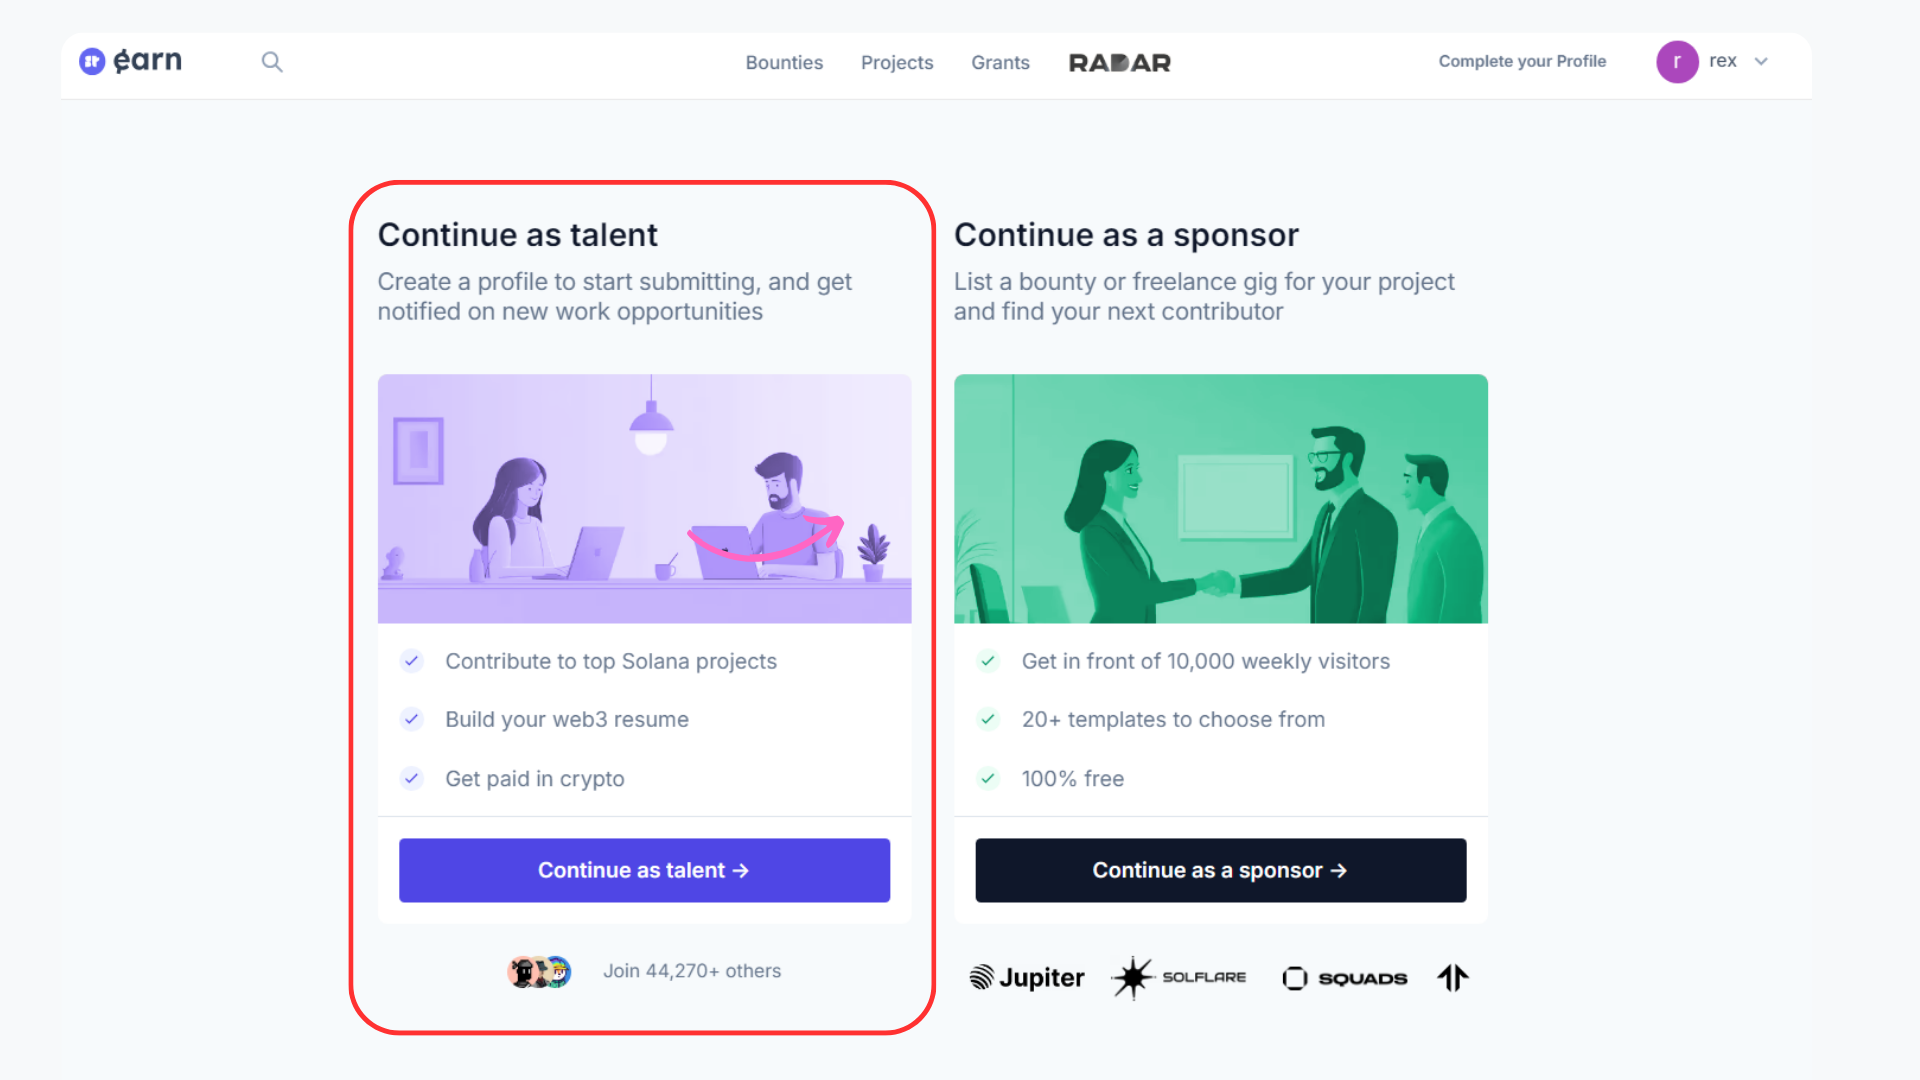 earn
Bounties
Projects
Grants
RADAR
Complete your Profile
r
rex
Continue as talent
Create a profile to start submitting, and get
notified on new work opportunities
Contribute to top Solana projects
Build your web3 resume
Get paid in crypto
Continue as talent →
Join 44,270+ others
Continue as a sponsor
List a bounty or freelance gig for your project
and find your next contributor
Get in front of 10,000 weekly visitors
20+ templates to choose from
100% free
Continue as a sponsor →
Jupiter
SOLFLARE
SQUADS